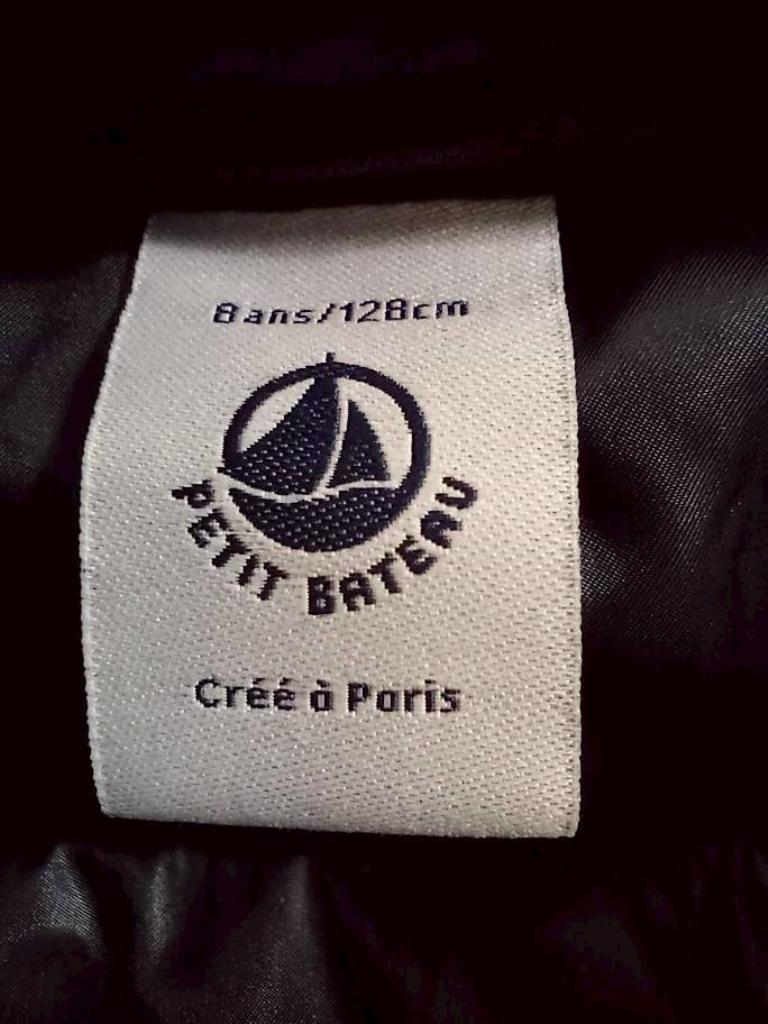 8 ans/128cm
PETIT BATEAU
Créé à Paris